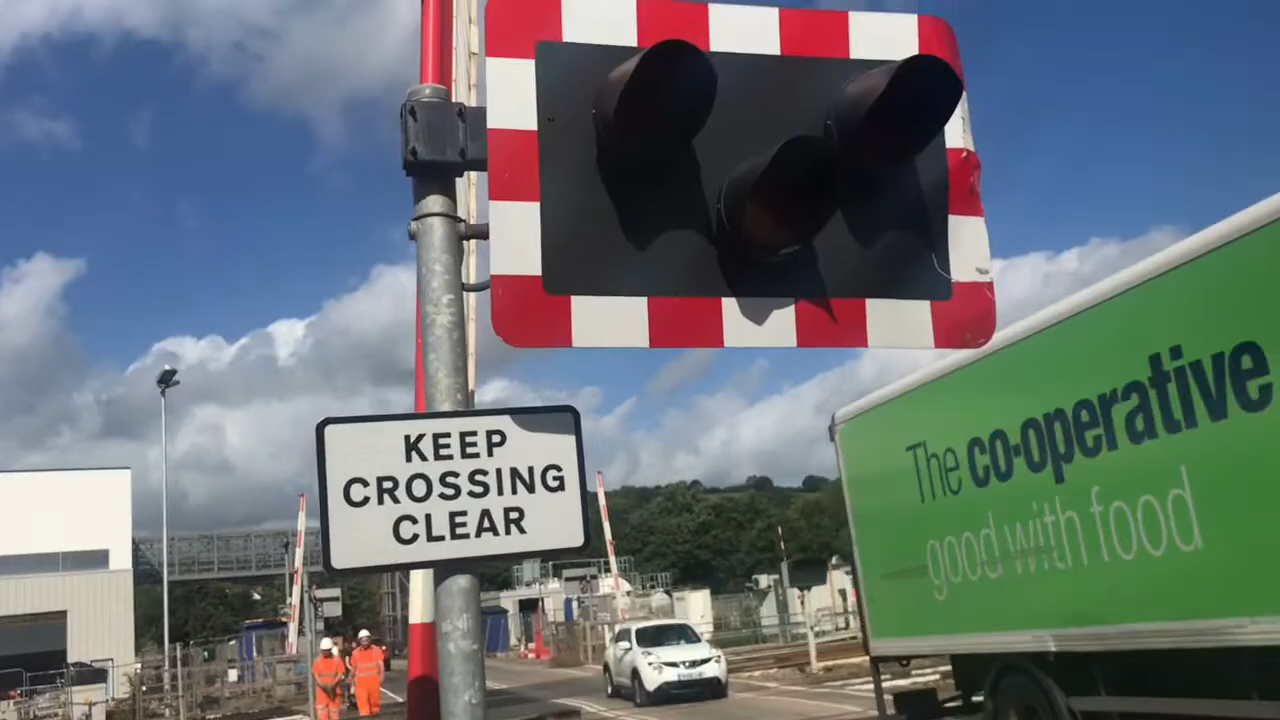 KEEP
CROSSING
CLEAR
The co-operative
good with food